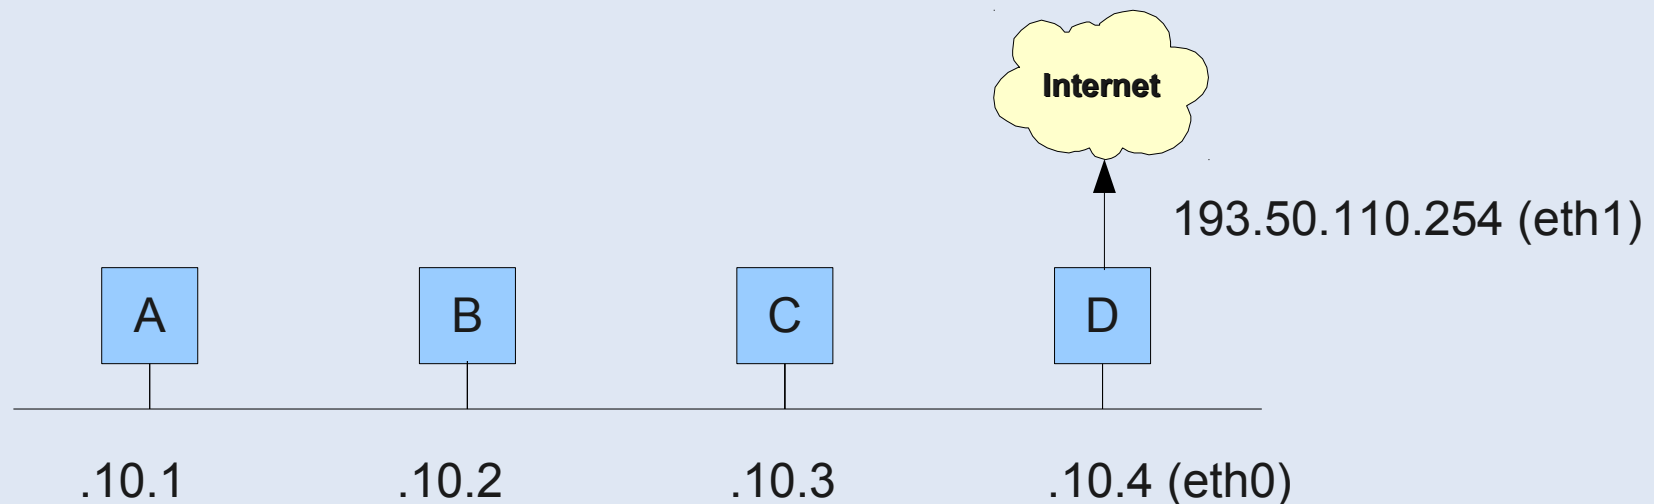 Internet
193.50.110.254 (eth1)
A
B
C
D
.10.1
.10.2
.10.3
.10.4 (eth0)